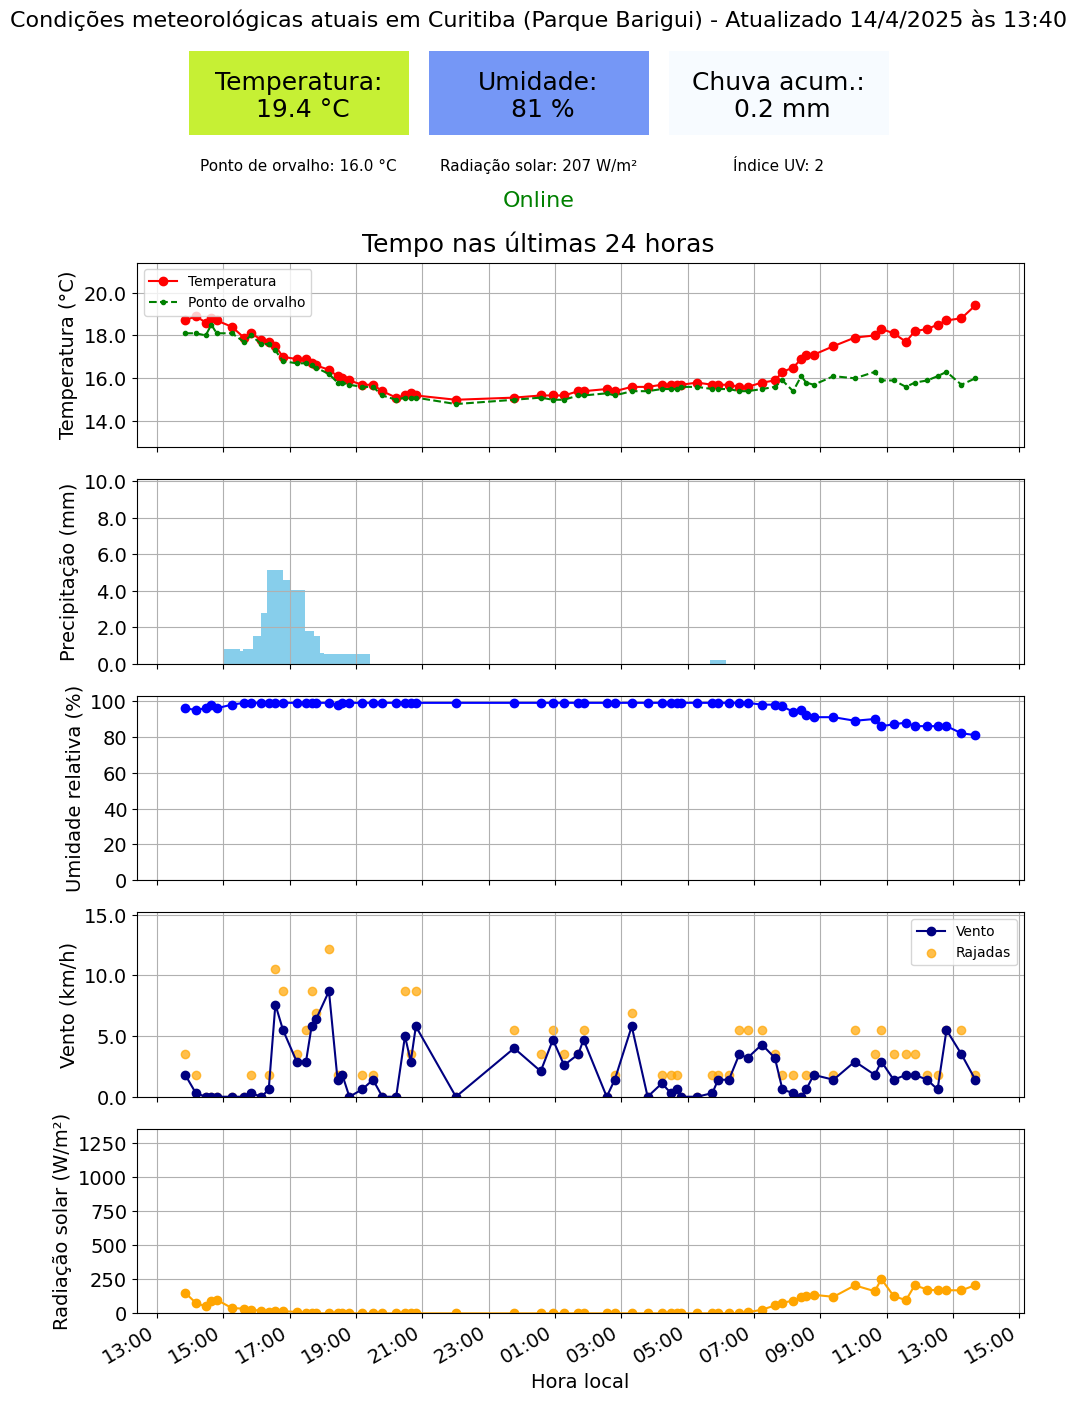 Condições meteorológicas atuais em Curitiba (Parque Barigui) - Atualizado 14/4/2025 às 13:40
Temperatura:
19.4 °C
Umidade:
81 %
Chuva acum.:
0.2 mm
Ponto de orvalho: 16.0 °C
Radiação solar: 207 W/m²
Índice UV: 2
Online
Tempo nas últimas 24 horas
Temperatura (°C)
20.0
18.0
16.0
14.0
Temperatura
Ponto de orvalho
Precipitação (mm)
10.0
8.0
6.0
4.0
2.0
0.0
Umidade relativa (%)
100
80
60
40
20
0
Vento (km/h)
15.0
10.0
5.0
0.0
Vento
Rajadas
Radiação solar (W/m²)
1250
1000
750
500
250
0
13:00
15:00
17:00
19:00
21:00
23:00
01:00
03:00
05:00
07:00
09:00
11:00
13:00
15:00
Hora local